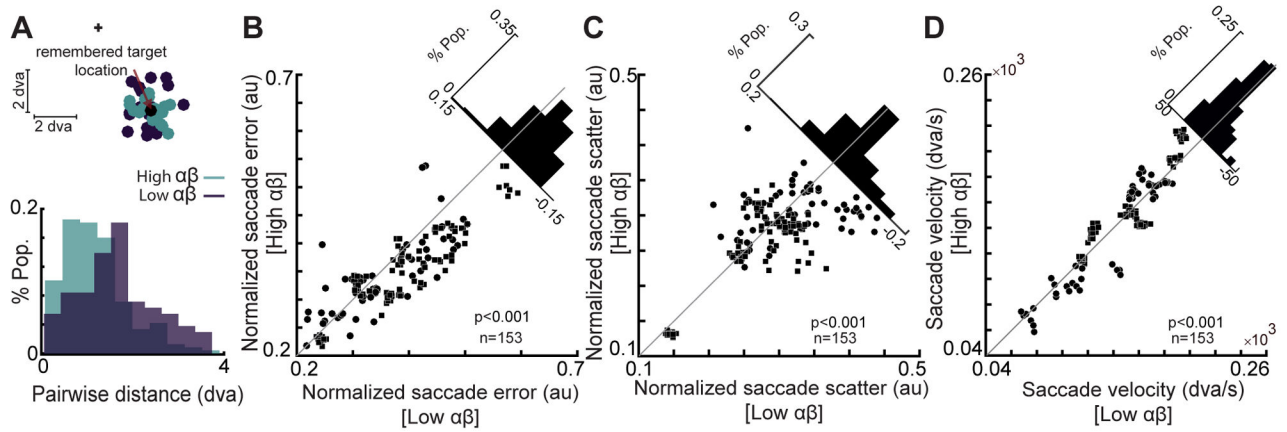 A
+
remembered target
location
2 dva
2 dva
High αβ
Low αβ
0.2
% Pop.
0
0
4
Pairwise distance (dva)
B
% Pop.
0.35
0
0.15
-0.15
0.7
Normalized saccade error (au)
[High αβ]
0.2
p<0.001
n=153
0.2
0.7
Normalized saccade error (au)
[Low αβ]
C
% Pop.
0.3
0
0.2
-0.2
0.5
Normalized saccade scatter (au)
[High αβ]
0.1
p<0.001
n=153
0.1
0.5
Normalized saccade scatter (au)
[Low αβ]
D
% Pop.
0.25
0
50
-50
0.26 ×10³
Saccade velocity (dva/s)
[High αβ]
0.04
p<0.001
n=153
×10³
0.04
0.26
Saccade velocity (dva/s)
[Low αβ]